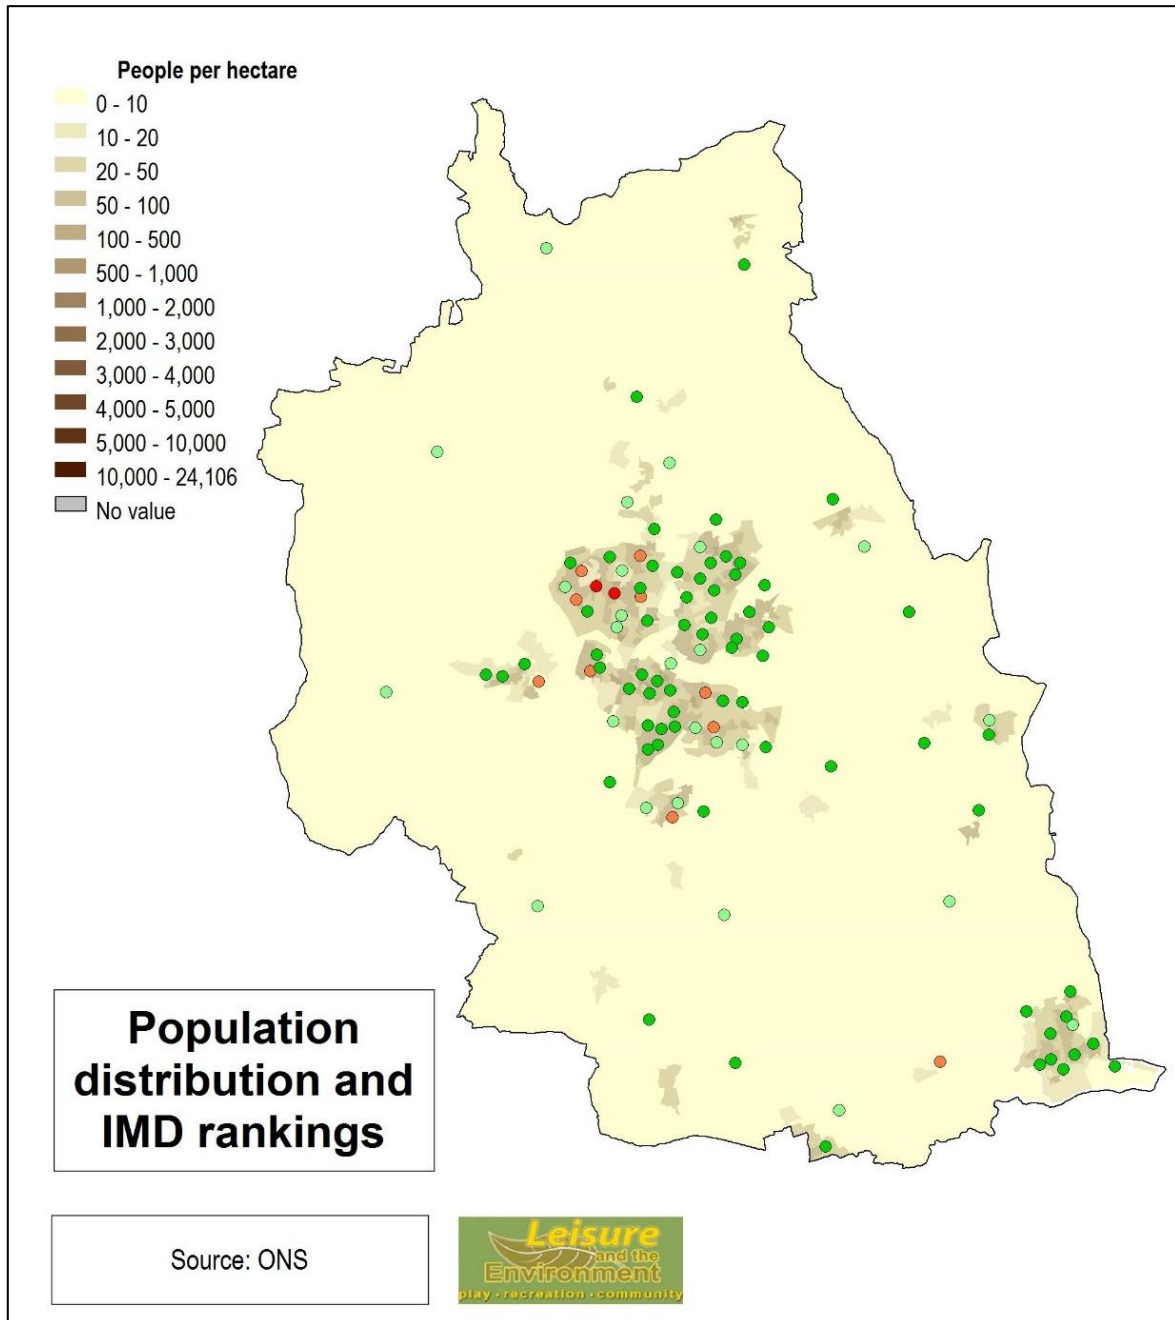 People per hectare
0 - 10
10 - 20
20 - 50
50 - 100
100 - 500
500 - 1,000
1,000 - 2,000
2,000 - 3,000
3,000 - 4,000
4,000 - 5,000
5,000 - 10,000
10,000 - 24,106
No value
Population
distribution and
IMD rankings
Source: ONS
Leisure
and the
Environment
play - recreation - community